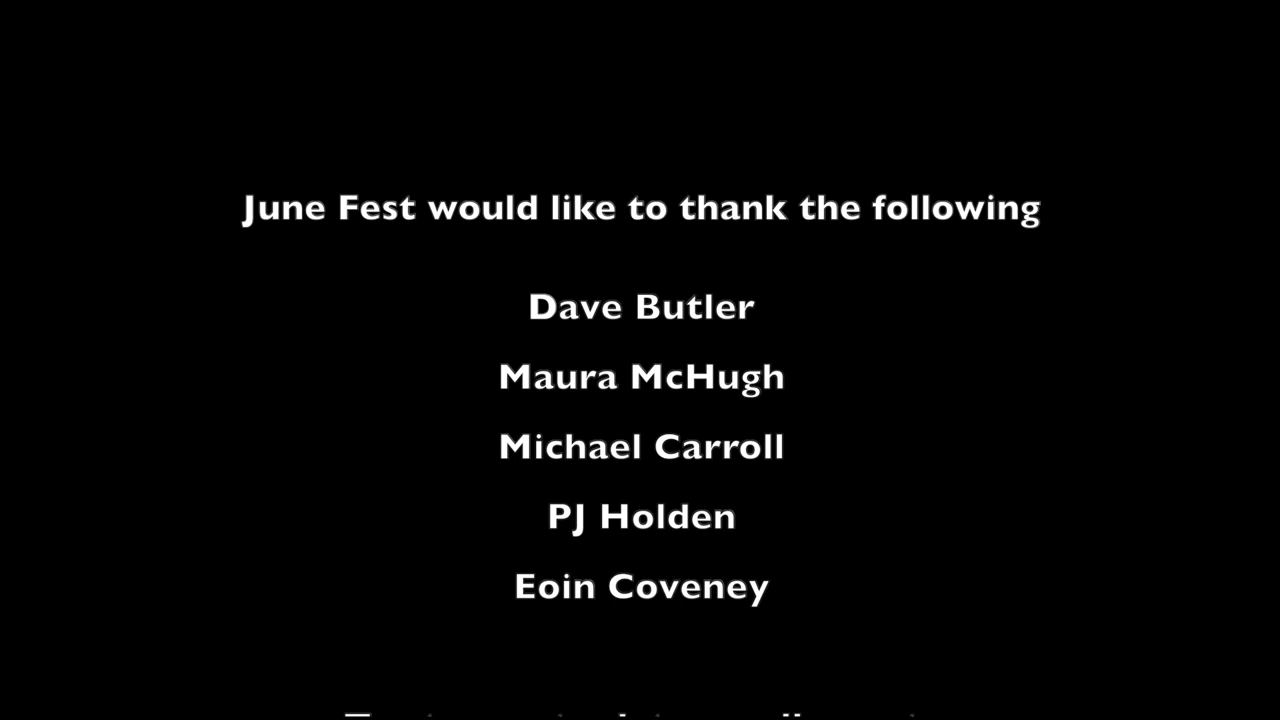 June Fest would like to thank the following
Dave Butler
Maura McHugh
Michael Carroll
PJ Holden
Eoin Coveney